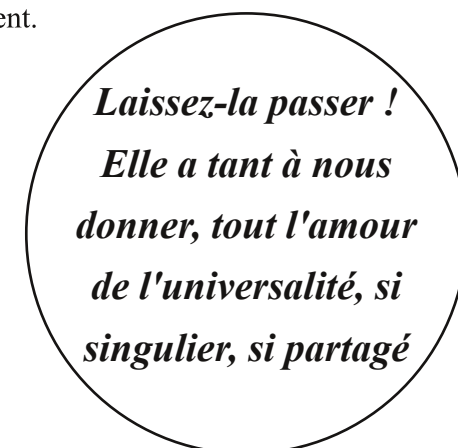 ent.
Laissez-la passer !
Elle a tant à nous
donner, tout l'amour
de l'universalité, si
singulier, si partagé